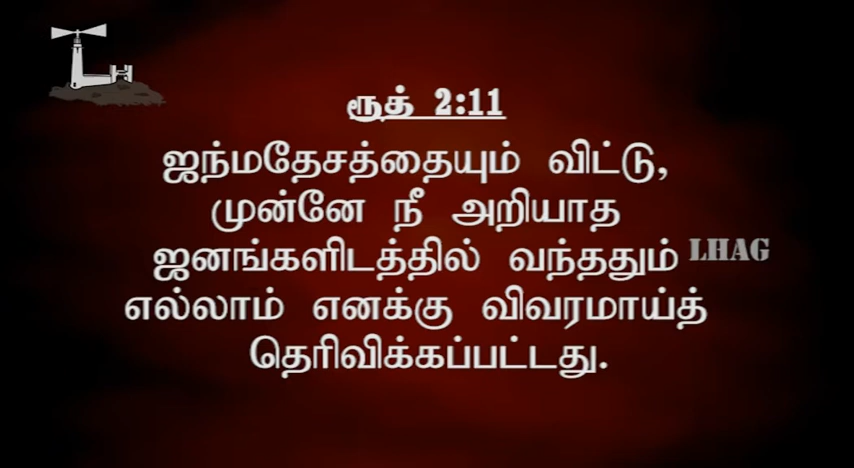 ரூத் 2:11
ஜந்மதேசத்தையும் விட்டு,
முன்னே நீ அறியாத
ஜனங்களிடத்தில் வந்ததும்
LHAG
எல்லாம் எனக்கு விவரமாய்த்
தெரிவிக்கப்பட்டது.